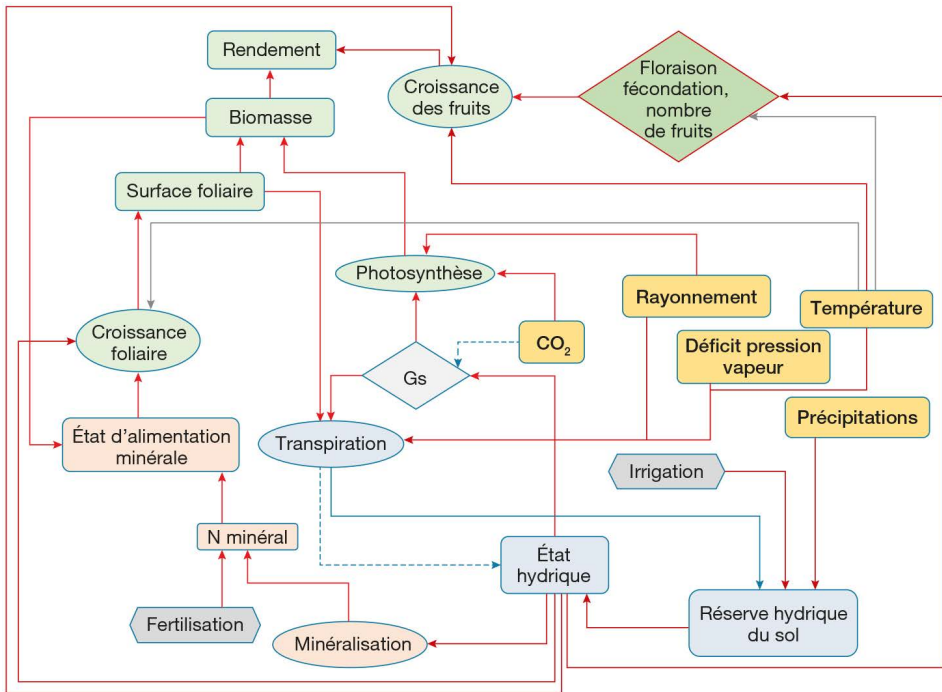 Rendement
Croissance
des fruits
Floraison
fécondation,
nombre
de fruits
Biomasse
Surface foliaire
Photosynthèse
Rayonnement
Température
Croissance
foliaire
CO₂
Déficit pression
vapeur
Gs
Précipitations
État d'alimentation
minérale
Transpiration
Irrigation
N minéral
État
hydrique
Réserve hydrique
du sol
Fertilisation
Minéralisation